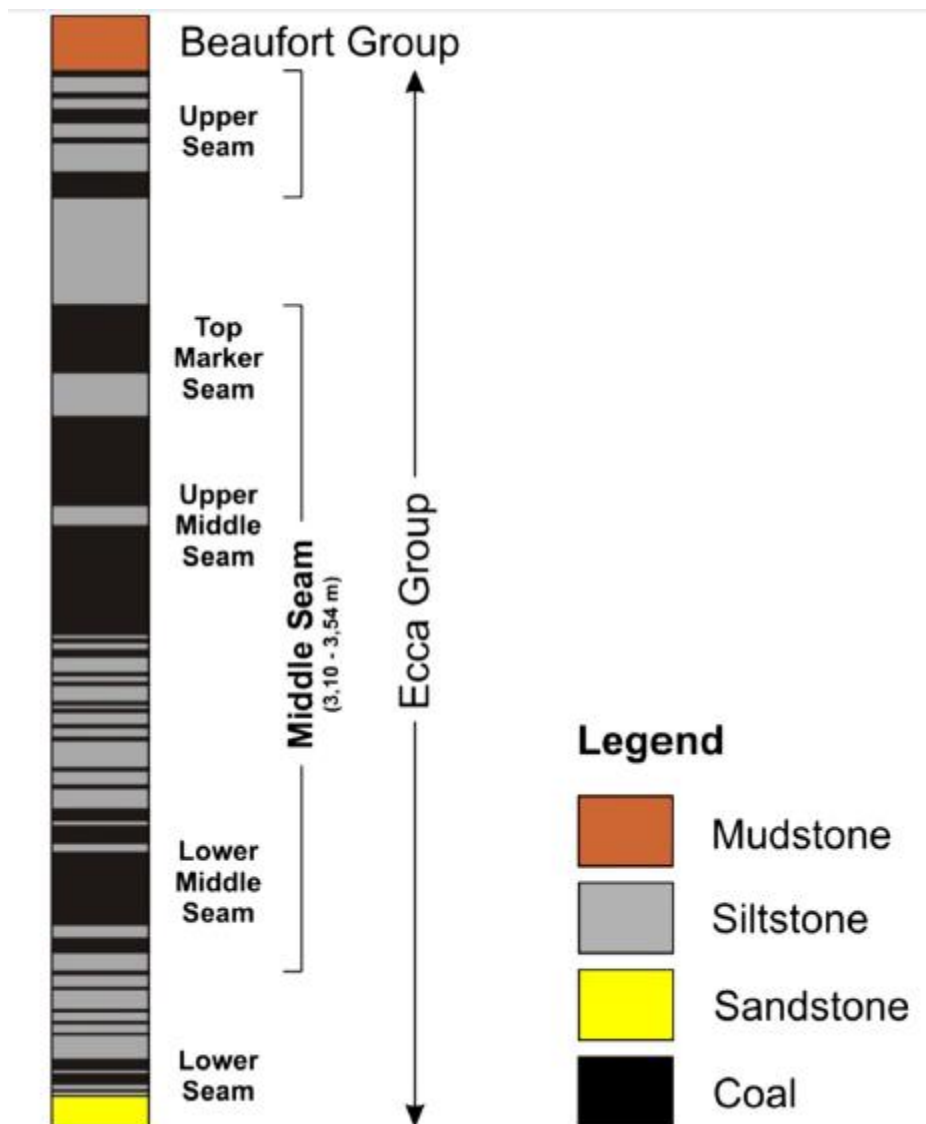 Beaufort Group
Upper
Seam
Top
Marker
Seam
Upper
Middle
Seam
Middle Seam
(3,10 - 3,54 m)
Ecca Group
Lower
Middle
Seam
Lower
Seam
Legend
Mudstone
Siltstone
Sandstone
Coal